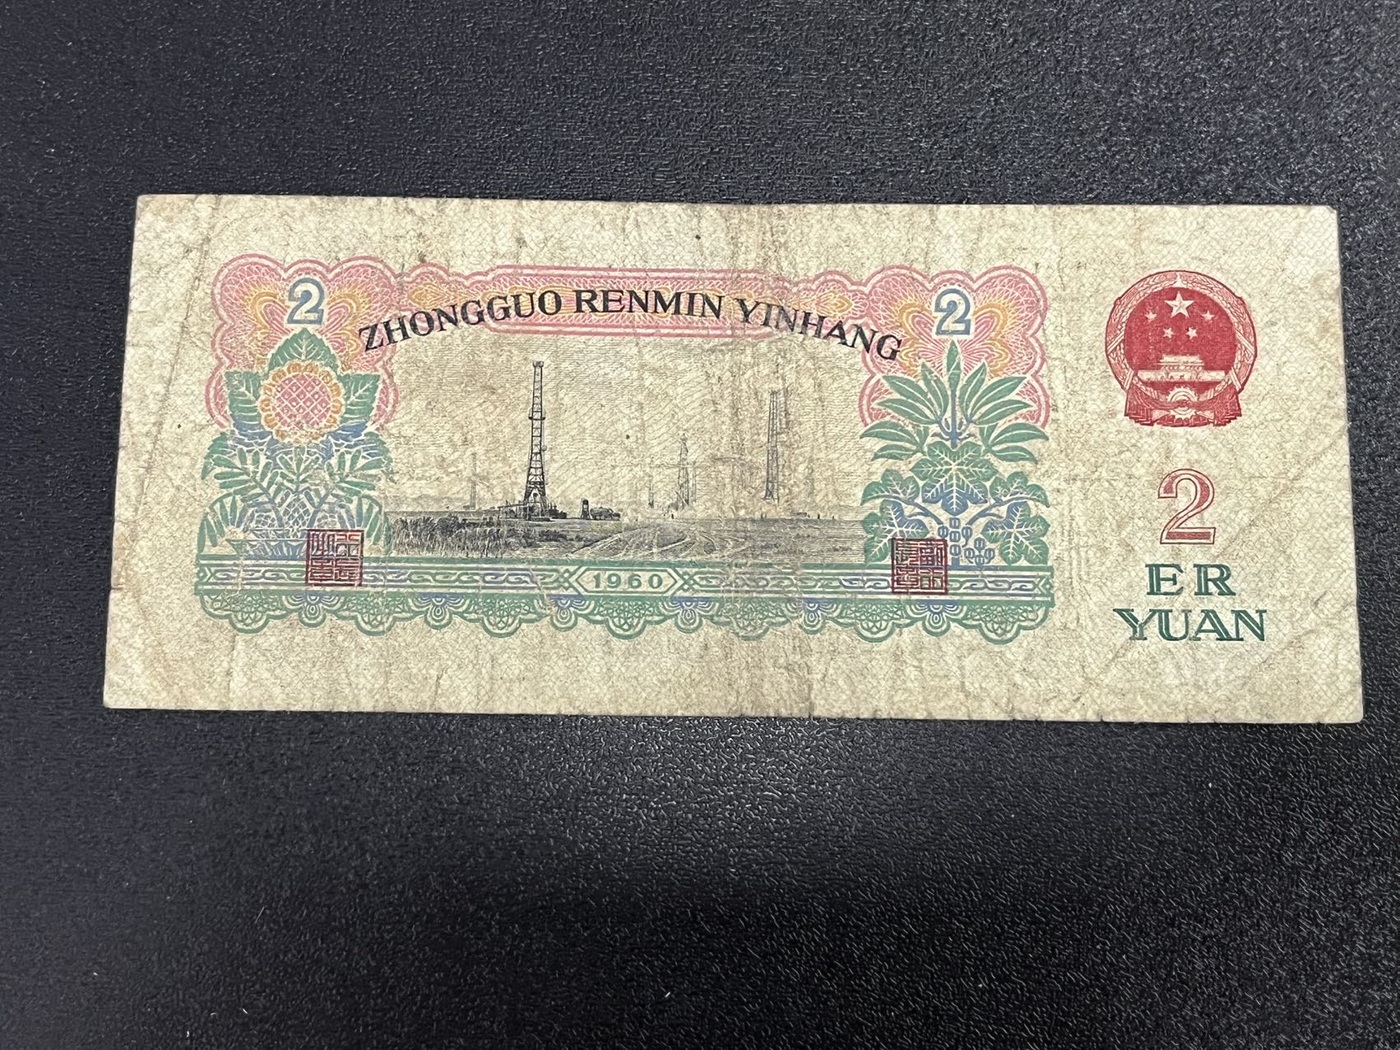 2
2
ZHONGGUO RENMIN YINHANG
1960
2
ER
YUAN